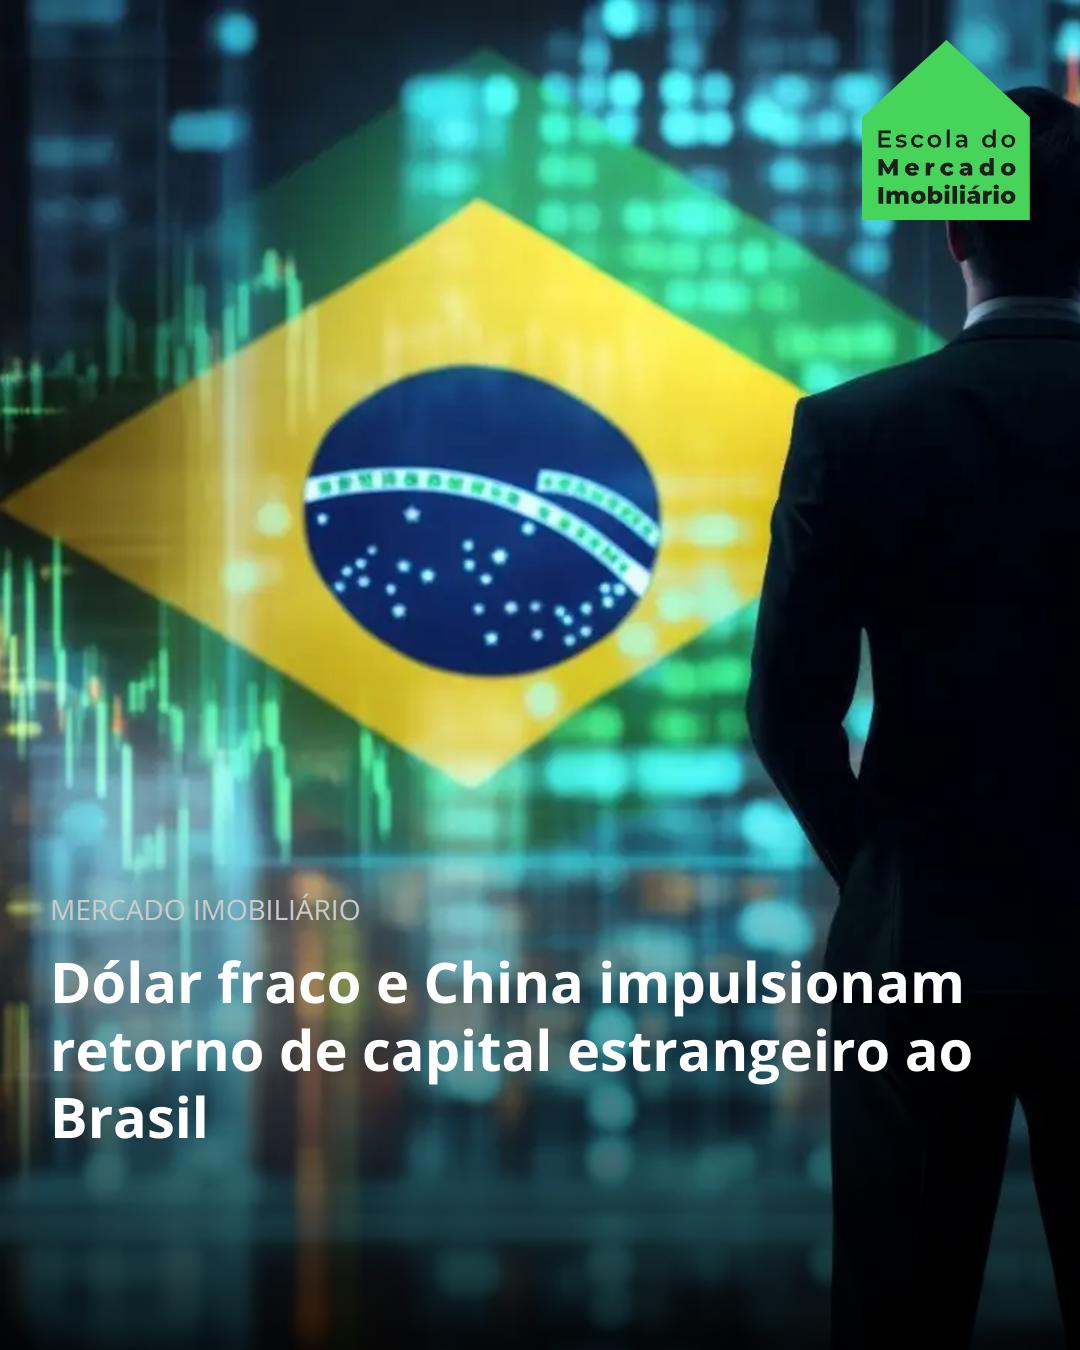 Escola do
Mercado
Imobiliário
MERCADO IMOBILIÁRIO
Dólar fraco e China impulsionam
retorno de capital estrangeiro ao
Brasil